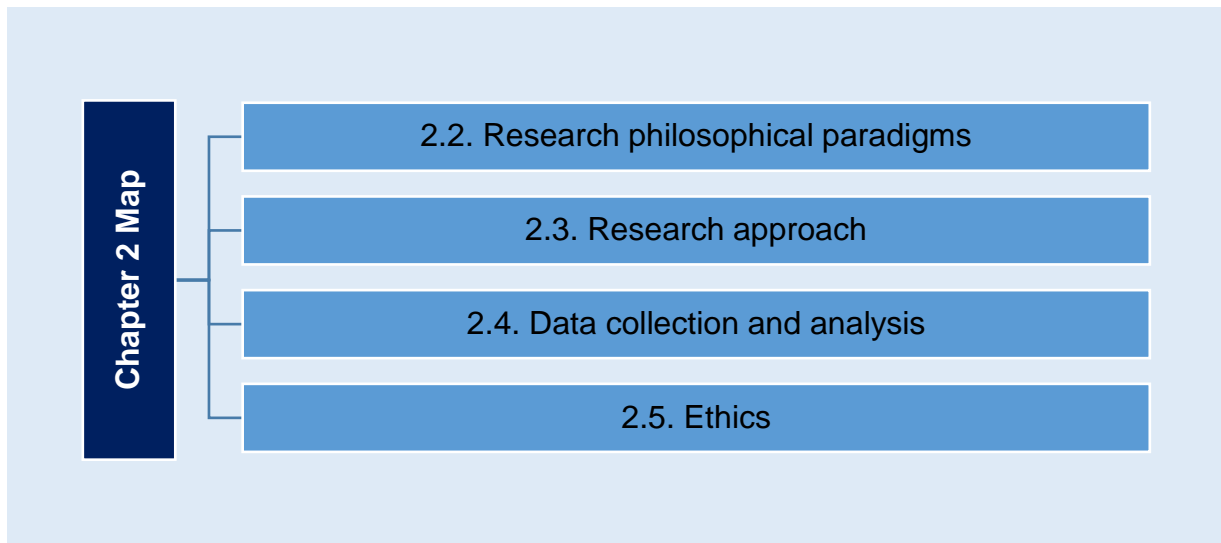 Chapter 2 Map
2.2. Research philosophical paradigms
2.3. Research approach
2.4. Data collection and analysis
2.5. Ethics